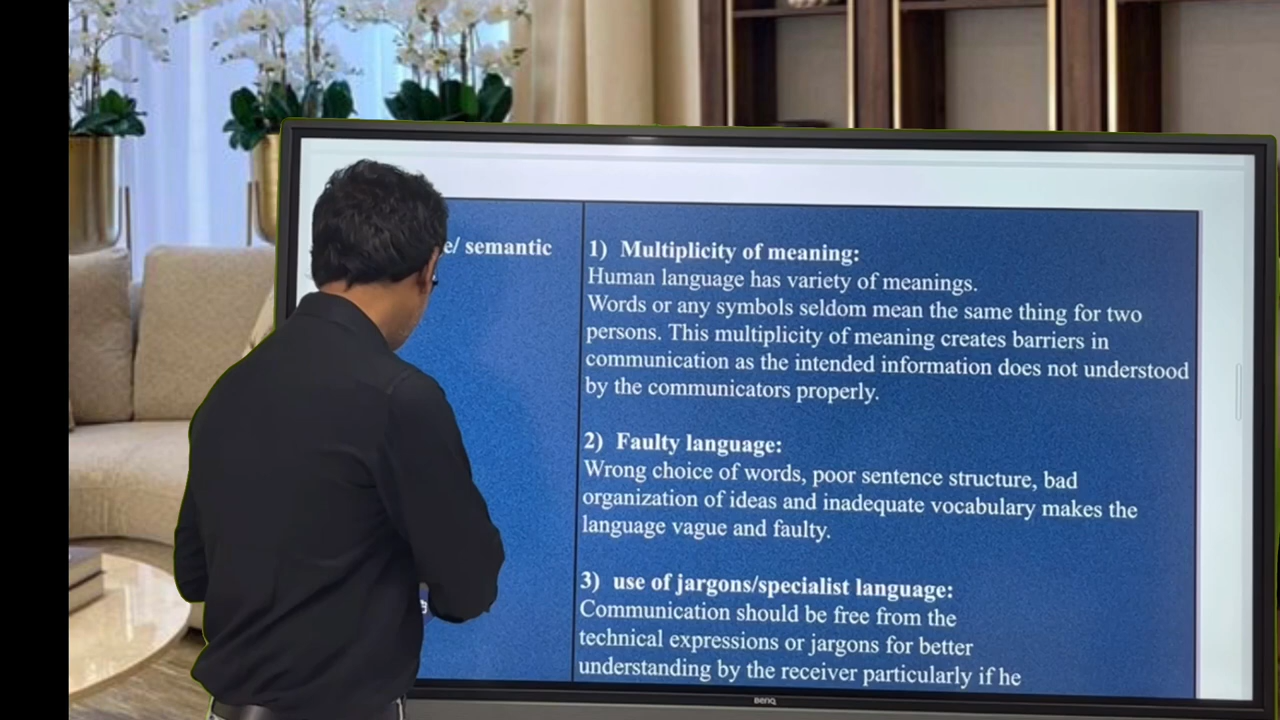 e/ semantic
1) Multiplicity of meaning:
Human language has variety of meanings.
Words or any symbols seldom mean the same thing for two
persons. This multiplicity of meaning creates barriers in
communication as the intended information does not understood
by the communicators properly.
2) Faulty language:
Wrong choice of words, poor sentence structure, bad
organization of ideas and inadequate vocabulary makes the
language vague and faulty.
3) use of jargons/specialist language:
Communication should be free from the
technical expressions or jargons for better
understanding by the receiver particularly if he
BenQ